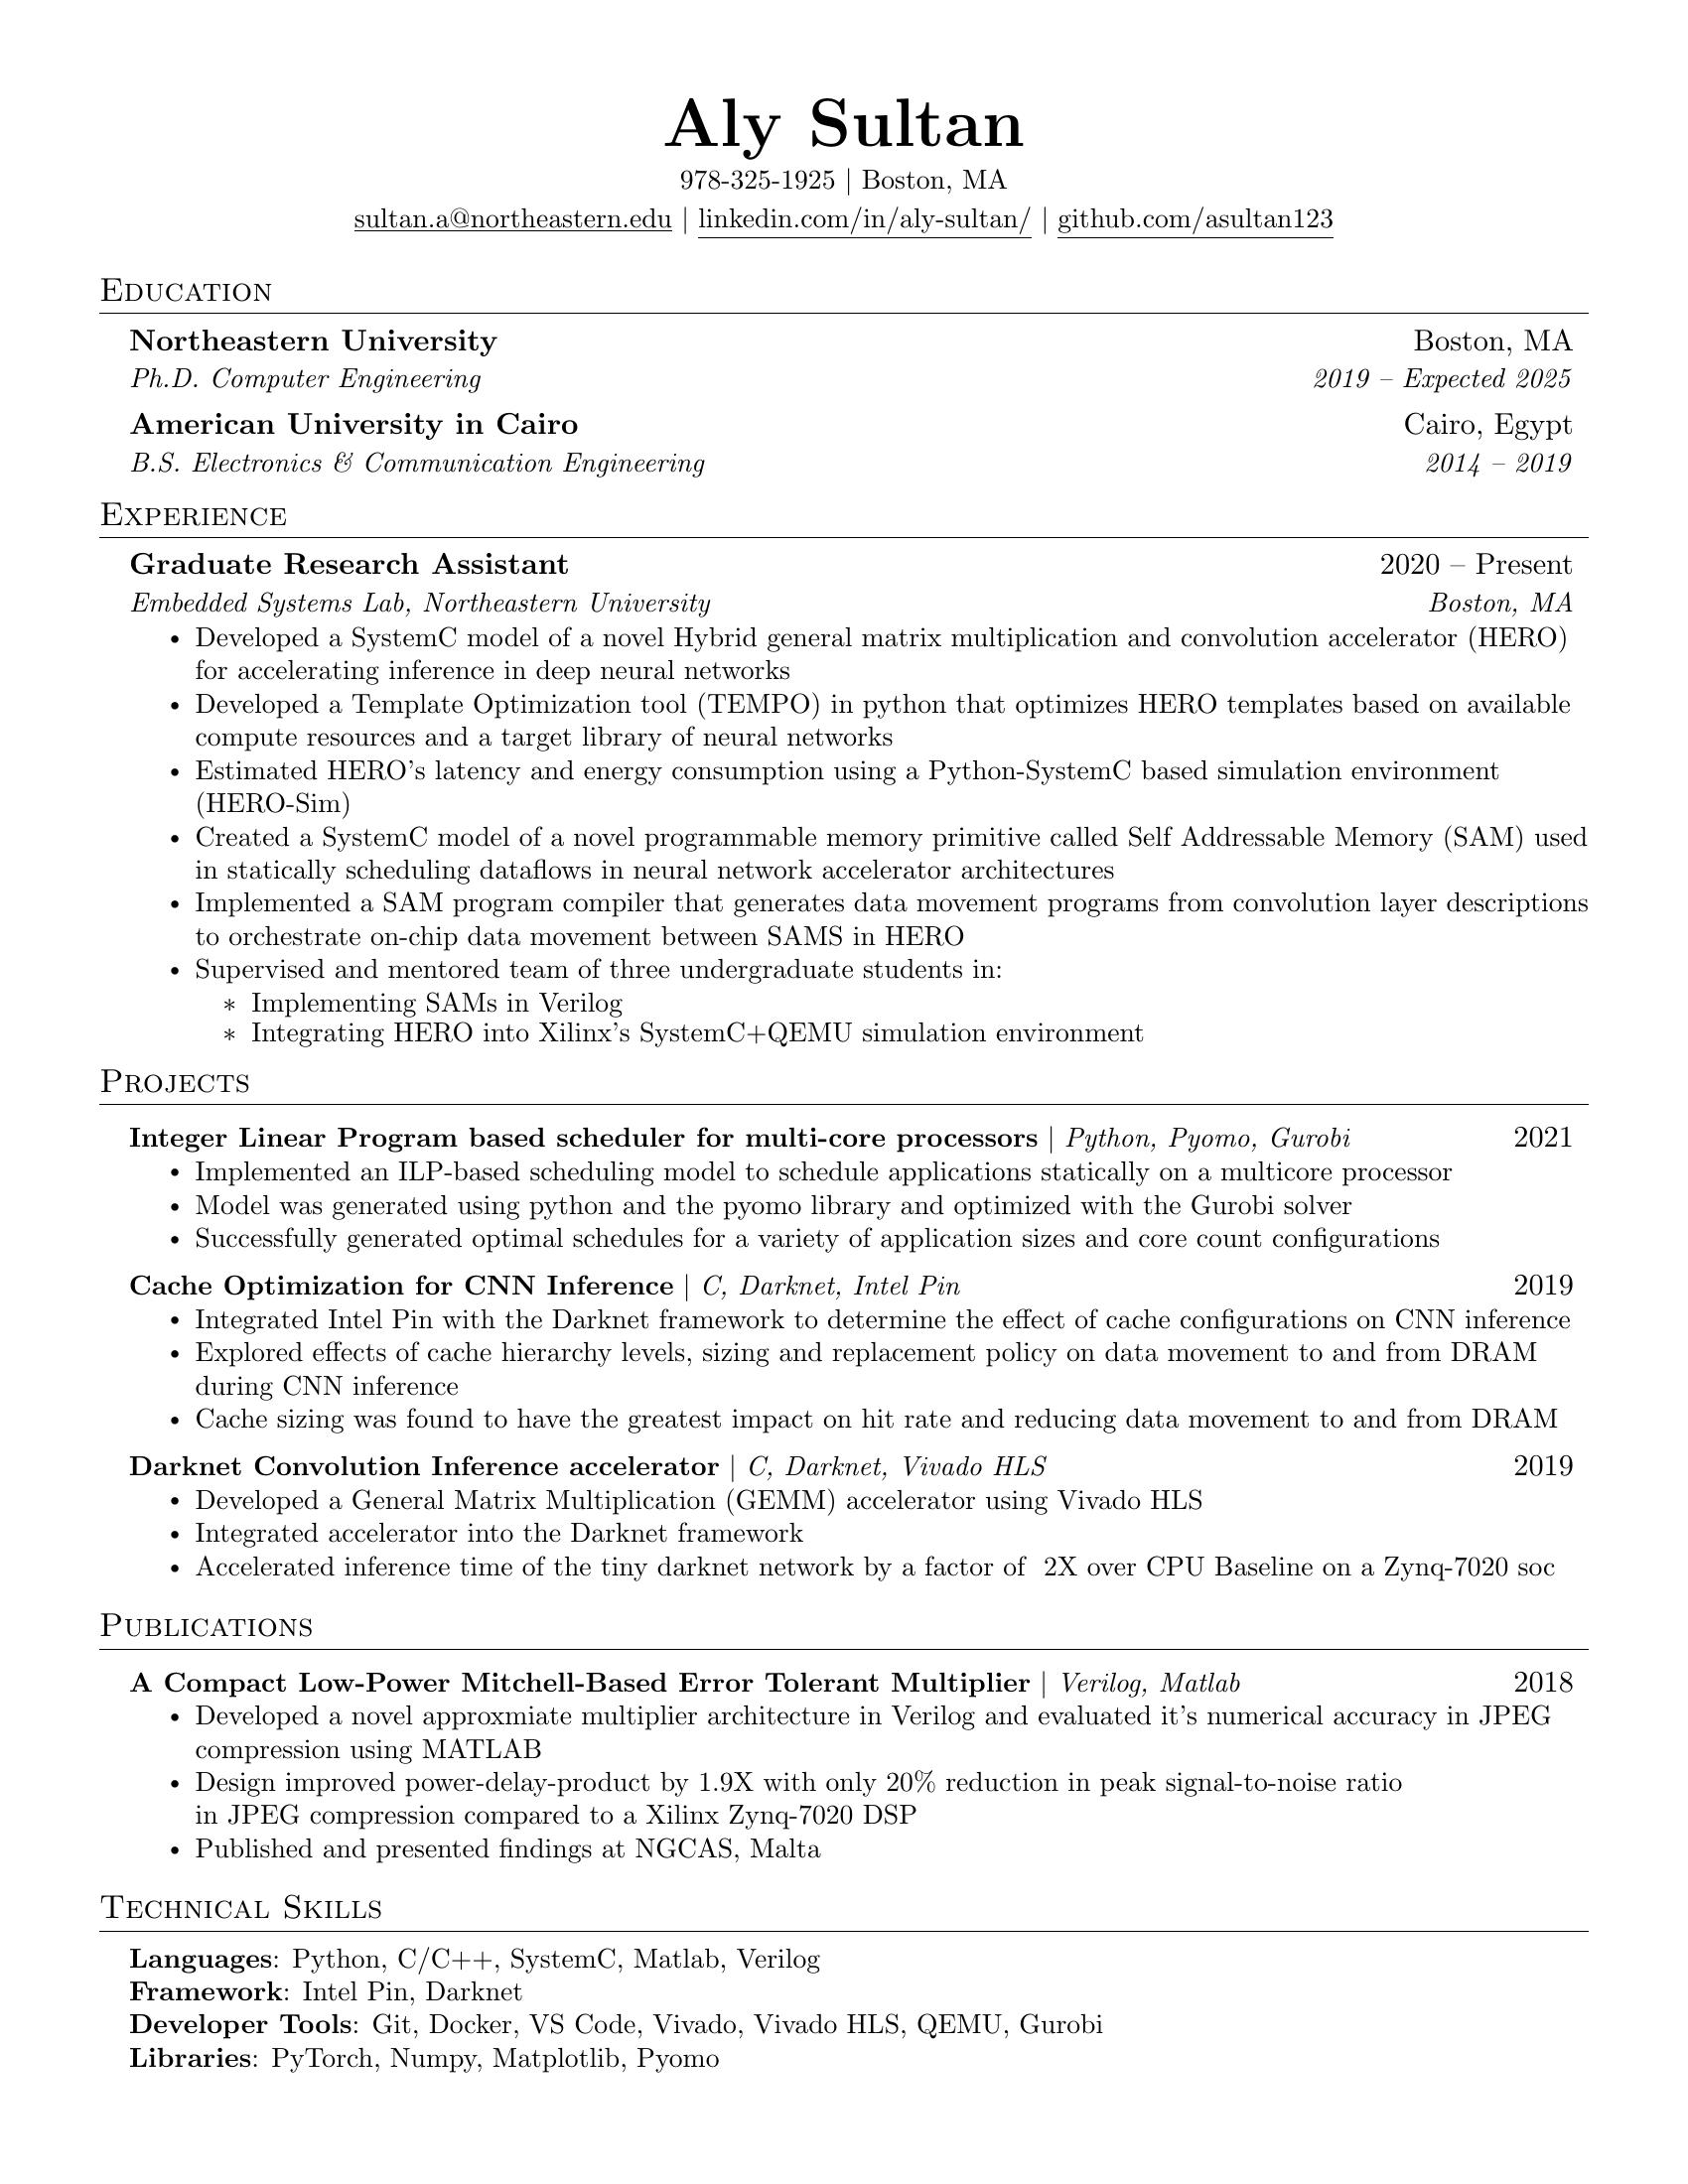 Aly Sultan
978-325-1925 | Boston, MA
sultan.a@northeastern.edu | linkedin.com/in/aly-sultan/ | github.com/asultan123
Education
Northeastern University Boston, MA
Ph.D. Computer Engineering 2019 – Expected 2025
American University in Cairo Cairo, Egypt
B.S. Electronics & Communication Engineering 2014 – 2019
Experience
Graduate Research Assistant 2020 – Present
Embedded Systems Lab, Northeastern University Boston, MA
• Developed a SystemC model of a novel Hybrid general matrix multiplication and convolution accelerator (HERO)
for accelerating inference in deep neural networks
• Developed a Template Optimization tool (TEMPO) in python that optimizes HERO templates based on available
compute resources and a target library of neural networks
• Estimated HERO's latency and energy consumption using a Python-SystemC based simulation environment
(HERO-Sim)
• Created a SystemC model of a novel programmable memory primitive called Self Addressable Memory (SAM) used
in statically scheduling dataflows in neural network accelerator architectures
• Implemented a SAM program compiler that generates data movement programs from convolution layer descriptions
to orchestrate on-chip data movement between SAMS in HERO
• Supervised and mentored team of three undergraduate students in:
∗ Implementing SAMs in Verilog
∗ Integrating HERO into Xilinx's SystemC+QEMU simulation environment
Projects
Integer Linear Program based scheduler for multi-core processors | Python, Pyomo, Gurobi 2021
• Implemented an ILP-based scheduling model to schedule applications statically on a multicore processor
• Model was generated using python and the pyomo library and optimized with the Gurobi solver
• Successfully generated optimal schedules for a variety of application sizes and core count configurations
Cache Optimization for CNN Inference | C, Darknet, Intel Pin 2019
• Integrated Intel Pin with the Darknet framework to determine the effect of cache configurations on CNN inference
• Explored effects of cache hierarchy levels, sizing and replacement policy on data movement to and from DRAM
during CNN inference
• Cache sizing was found to have the greatest impact on hit rate and reducing data movement to and from DRAM
Darknet Convolution Inference accelerator | C, Darknet, Vivado HLS 2019
• Developed a General Matrix Multiplication (GEMM) accelerator using Vivado HLS
• Integrated accelerator into the Darknet framework
• Accelerated inference time of the tiny darknet network by a factor of 2X over CPU Baseline on a Zynq-7020 soc
Publications
A Compact Low-Power Mitchell-Based Error Tolerant Multiplier | Verilog, Matlab 2018
• Developed a novel approxmiate multiplier architecture in Verilog and evaluated it's numerical accuracy in JPEG
compression using MATLAB
• Design improved power-delay-product by 1.9X with only 20% reduction in peak signal-to-noise ratio
in JPEG compression compared to a Xilinx Zynq-7020 DSP
• Published and presented findings at NGCAS, Malta
Technical Skills
Languages: Python, C/C++, SystemC, Matlab, Verilog
Framework: Intel Pin, Darknet
Developer Tools: Git, Docker, VS Code, Vivado, Vivado HLS, QEMU, Gurobi
Libraries: PyTorch, Numpy, Matplotlib, Pyomo